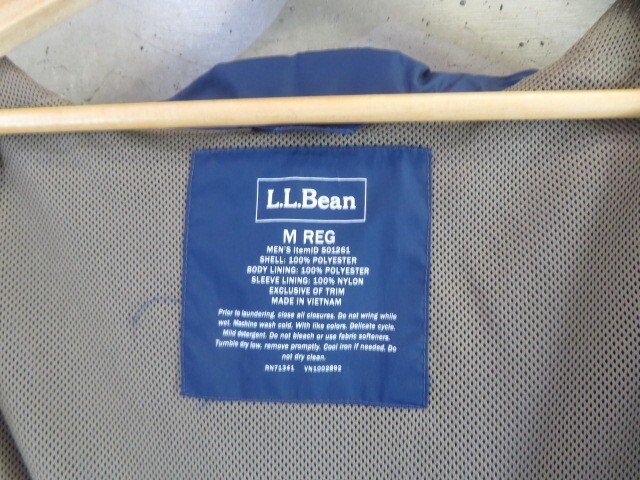 L.L.Bean
M REG
MEN'S itemID 501261
SHELL: 100% POLYESTER
BODY LINING: 100% POLYESTER
SLEEVE LINING: 100% NYLON
EXCLUSIVE OF TRIM
MADE IN VIETNAM
Prior to laundering, close all closures. Do not wring while
wet. Machine wash cold. With like colors. Delicate cycle.
Mild detergent. Do not bleach or use fabric softeners.
Tumble dry low, remove promptly. Cool iron if needed. Do
not dry clean.
RN71341 VN1002893